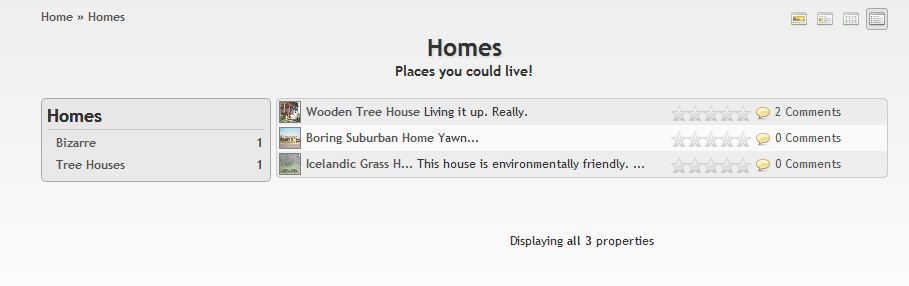 Home » Homes
Homes
Places you could live!
Homes
Bizarre 1
Tree Houses 1
Wooden Tree House Living it up. Really. 2 Comments
Boring Suburban Home Yawn... 0 Comments
Icelandic Grass H... This house is environmentally friendly. ... 0 Comments
Displaying all 3 properties